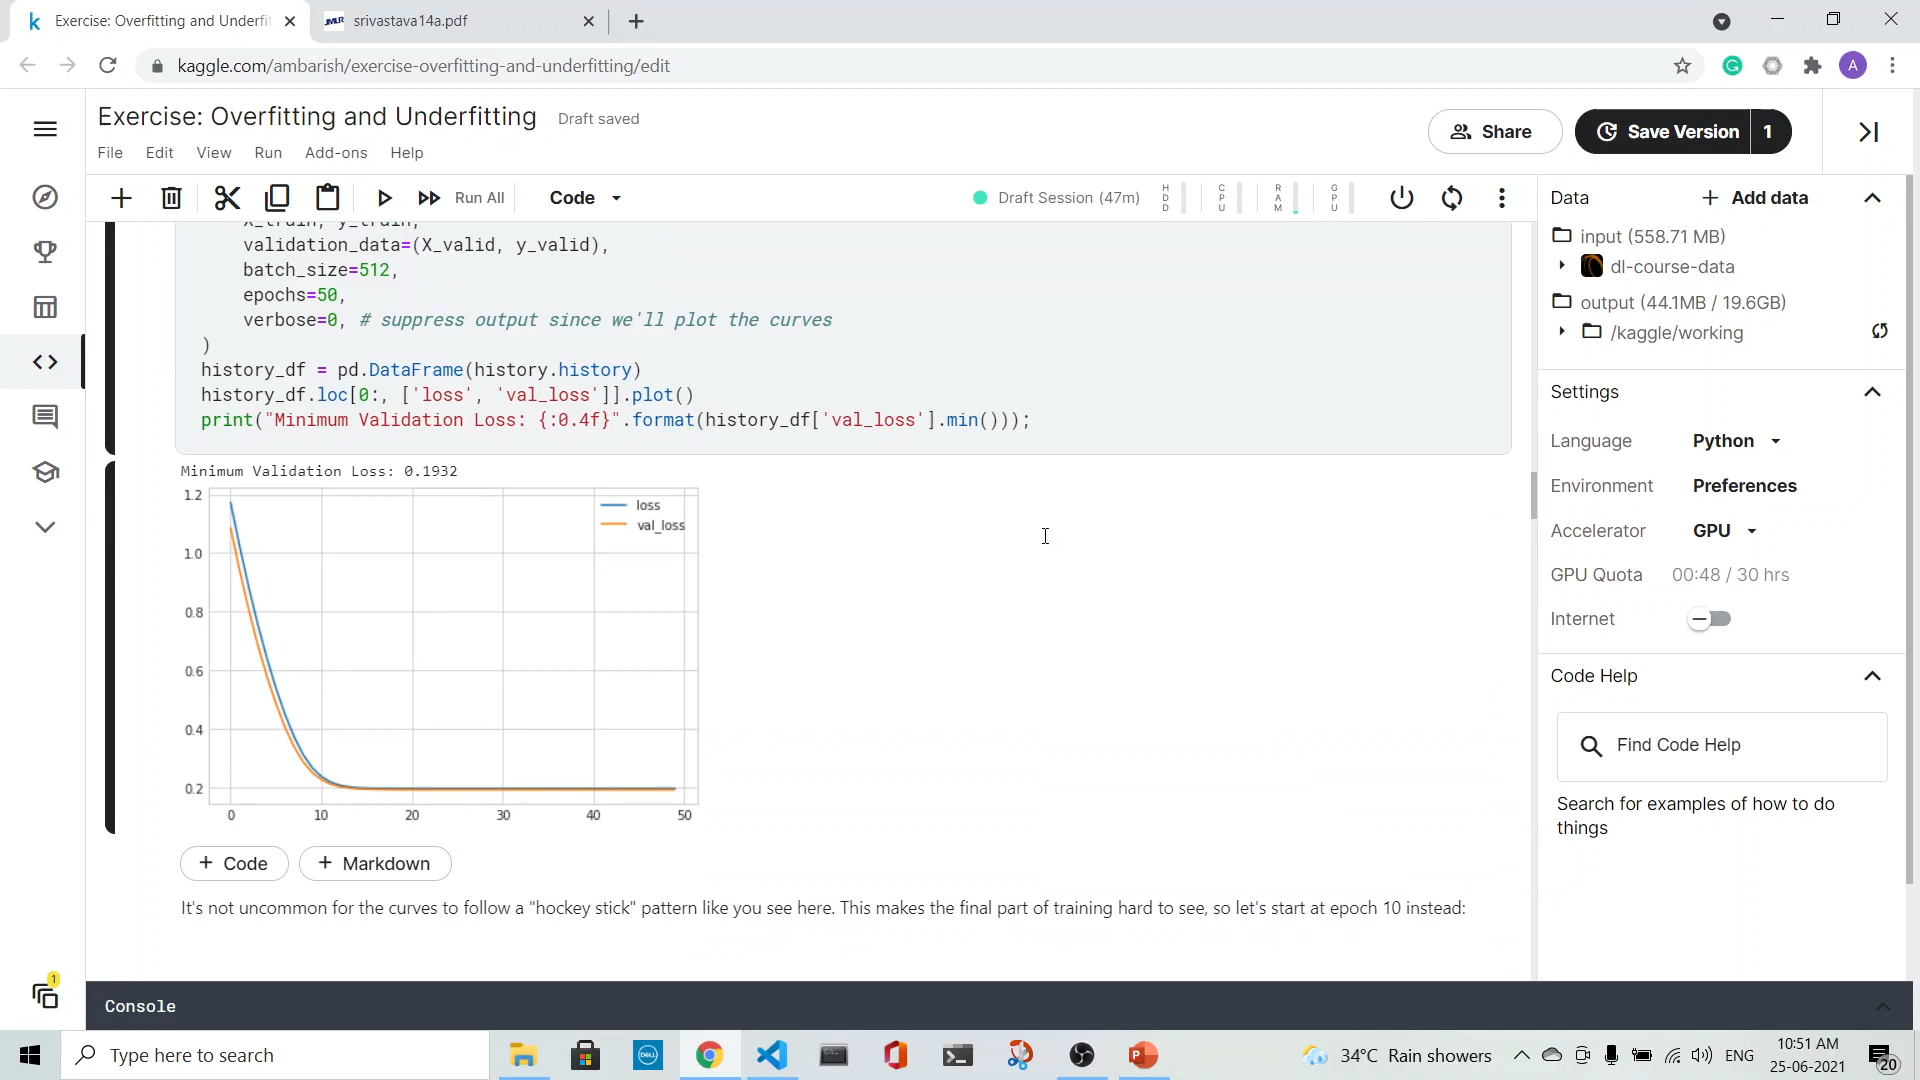 Exercise: Overfitting and Underfit
srivastava14a.pdf
kaggle.com/ambarish/exercise-overfitting-and-underfitting/edit
A
Exercise: Overfitting and Underfitting
Draft saved
File Edit View Run Add-ons Help
Share
Save Version 1
Run All
Code
Draft Session (47m)
HDD
CPU
RAM
GPU
X_train, y_train,
validation_data=(X_valid, y_valid),
batch_size=512,
epochs=50,
verbose=0, # suppress output since we'll plot the curves
)
history_df = pd.DataFrame(history.history)
history_df.loc[0:, ['loss', 'val_loss']].plot()
print("Minimum Validation Loss: {:0.4f}".format(history_df['val_loss'].min()));
Minimum Validation Loss: 0.1932
1.2
1.0
0.8
0.6
0.4
0.2
0 10 20 30 40 50
loss
val_loss
+ Code
+ Markdown
It's not uncommon for the curves to follow a "hockey stick" pattern like you see here. This makes the final part of training hard to see, so let's start at epoch 10 instead:
Console
Data
+ Add data
input (558.71 MB)
dl-course-data
output (44.1MB / 19.6GB)
/kaggle/working
Settings
Language Python
Environment Preferences
Accelerator GPU
GPU Quota 00:48 / 30 hrs
Internet
Code Help
Find Code Help
Search for examples of how to do
things
1
Type here to search
DELL
34°C Rain showers
ENG
10:51 AM
25-06-2021
20